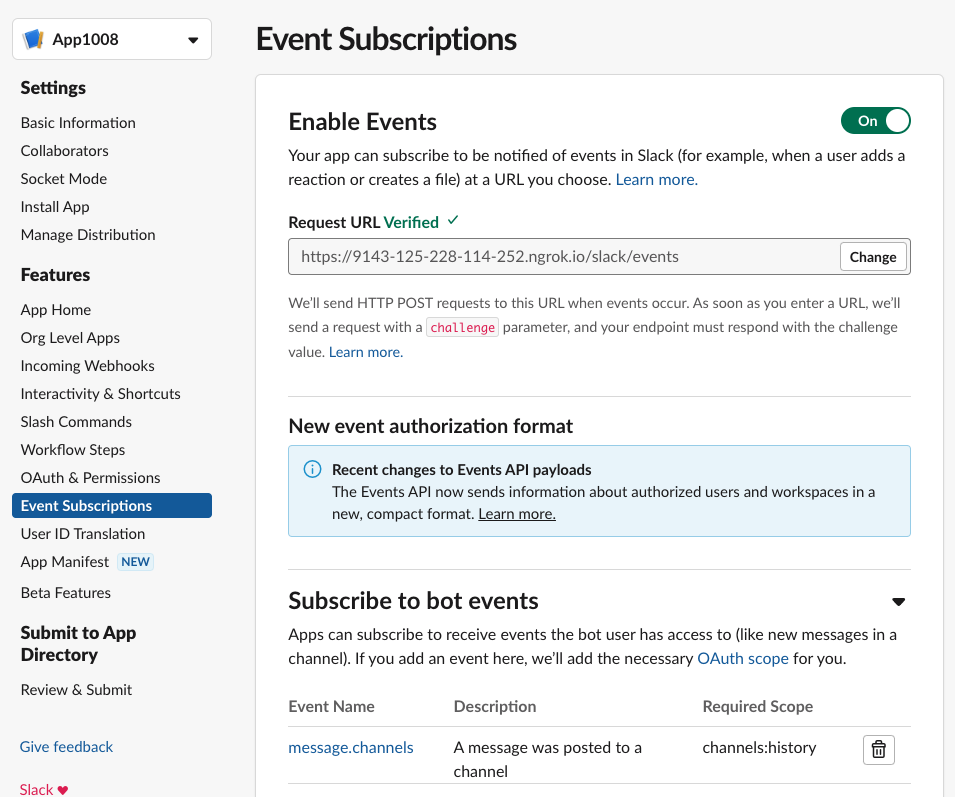 App1008
Settings
Basic Information
Collaborators
Socket Mode
Install App
Manage Distribution
Features
App Home
Org Level Apps
Incoming Webhooks
Interactivity & Shortcuts
Slash Commands
Workflow Steps
OAuth & Permissions
Event Subscriptions
User ID Translation
App Manifest NEW
Beta Features
Submit to App
Directory
Review & Submit
Give feedback
Slack ♥
Event Subscriptions
Enable Events
On
Your app can subscribe to be notified of events in Slack (for example, when a user adds a
reaction or creates a file) at a URL you choose. Learn more.
Request URL Verified ✓
https://9143-125-228-114-252.ngrok.io/slack/events
Change
We’ll send HTTP POST requests to this URL when events occur. As soon as you enter a URL, we’ll
send a request with a challenge parameter, and your endpoint must respond with the challenge
value. Learn more.
New event authorization format
Recent changes to Events API payloads
The Events API now sends information about authorized users and workspaces in a
new, compact format. Learn more.
Subscribe to bot events
Apps can subscribe to receive events the bot user has access to (like new messages in a
channel). If you add an event here, we’ll add the necessary OAuth scope for you.
Event Name Description Required Scope
message.channels A message was posted to a channels:history
channel